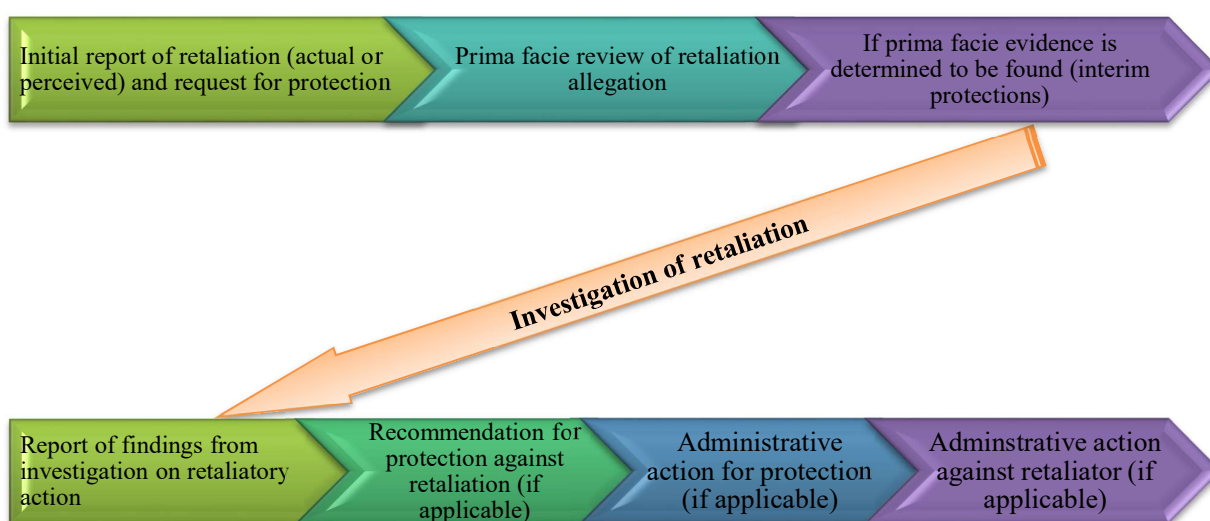 Initial report of retaliation (actual or
perceived) and request for protection
Prima facie review of retaliation
allegation
If prima facie evidence is
determined to be found (interim
protections)
Investigation of retaliation
Report of findings from
investigation on retaliatory
action
Recommendation for
protection against
retaliation (if
applicable)
Administrative
action for protection
(if applicable)
Adminstrative action
against retaliator (if
applicable)